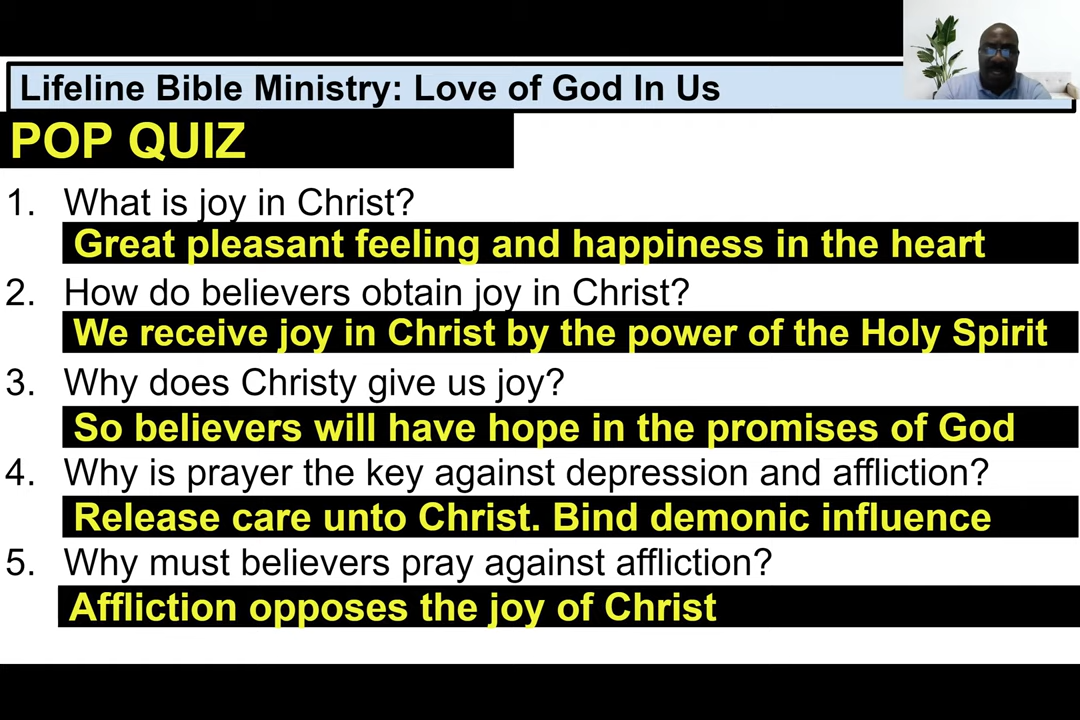 Lifeline Bible Ministry: Love of God In Us
POP QUIZ
1. What is joy in Christ?
Great pleasant feeling and happiness in the heart
2. How do believers obtain joy in Christ?
We receive joy in Christ by the power of the Holy Spirit
3. Why does Christy give us joy?
So believers will have hope in the promises of God
4. Why is prayer the key against depression and affliction?
Release care unto Christ. Bind demonic influence
5. Why must believers pray against affliction?
Affliction opposes the joy of Christ